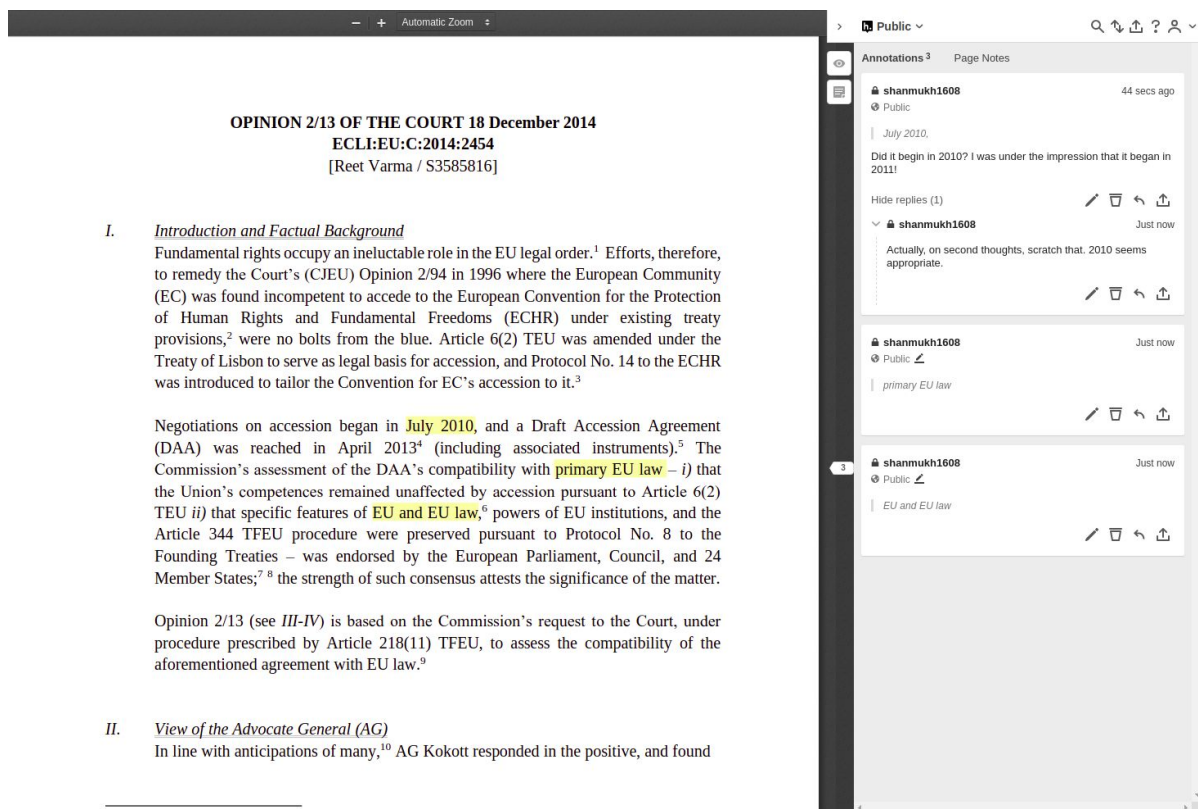 Automatic Zoom
OPINION 2/13 OF THE COURT 18 December 2014
ECLI:EU:C:2014:2454
[Reet Varma / S3585816]
I. Introduction and Factual Background
Fundamental rights occupy an ineluctable role in the EU legal order.1 Efforts, therefore,
to remedy the Court’s (CJEU) Opinion 2/94 in 1996 where the European Community
(EC) was found incompetent to accede to the European Convention for the Protection
of Human Rights and Fundamental Freedoms (ECHR) under existing treaty
provisions,2 were no bolts from the blue. Article 6(2) TEU was amended under the
Treaty of Lisbon to serve as legal basis for accession, and Protocol No. 14 to the ECHR
was introduced to tailor the Convention for EC’s accession to it.3
Negotiations on accession began in July 2010, and a Draft Accession Agreement
(DAA) was reached in April 20134 (including associated instruments).5 The
Commission’s assessment of the DAA’s compatibility with primary EU law – i) that
the Union’s competences remained unaffected by accession pursuant to Article 6(2)
TEU ii) that specific features of EU and EU law,6 powers of EU institutions, and the
Article 344 TFEU procedure were preserved pursuant to Protocol No. 8 to the
Founding Treaties – was endorsed by the European Parliament, Council, and 24
Member States;7 8 the strength of such consensus attests the significance of the matter.
Opinion 2/13 (see III-IV) is based on the Commission’s request to the Court, under
procedure prescribed by Article 218(11) TFEU, to assess the compatibility of the
aforementioned agreement with EU law.9
II. View of the Advocate General (AG)
In line with anticipations of many,10 AG Kokott responded in the positive, and found
3
h. Public
Annotations 3 Page Notes
shanmukh1608 44 secs ago
Public
July 2010,
Did it begin in 2010? I was under the impression that it began in
2011!
Hide replies (1)
shanmukh1608 Just now
Actually, on second thoughts, scratch that. 2010 seems
appropriate.
shanmukh1608 Just now
Public
primary EU law
shanmukh1608 Just now
Public
EU and EU law